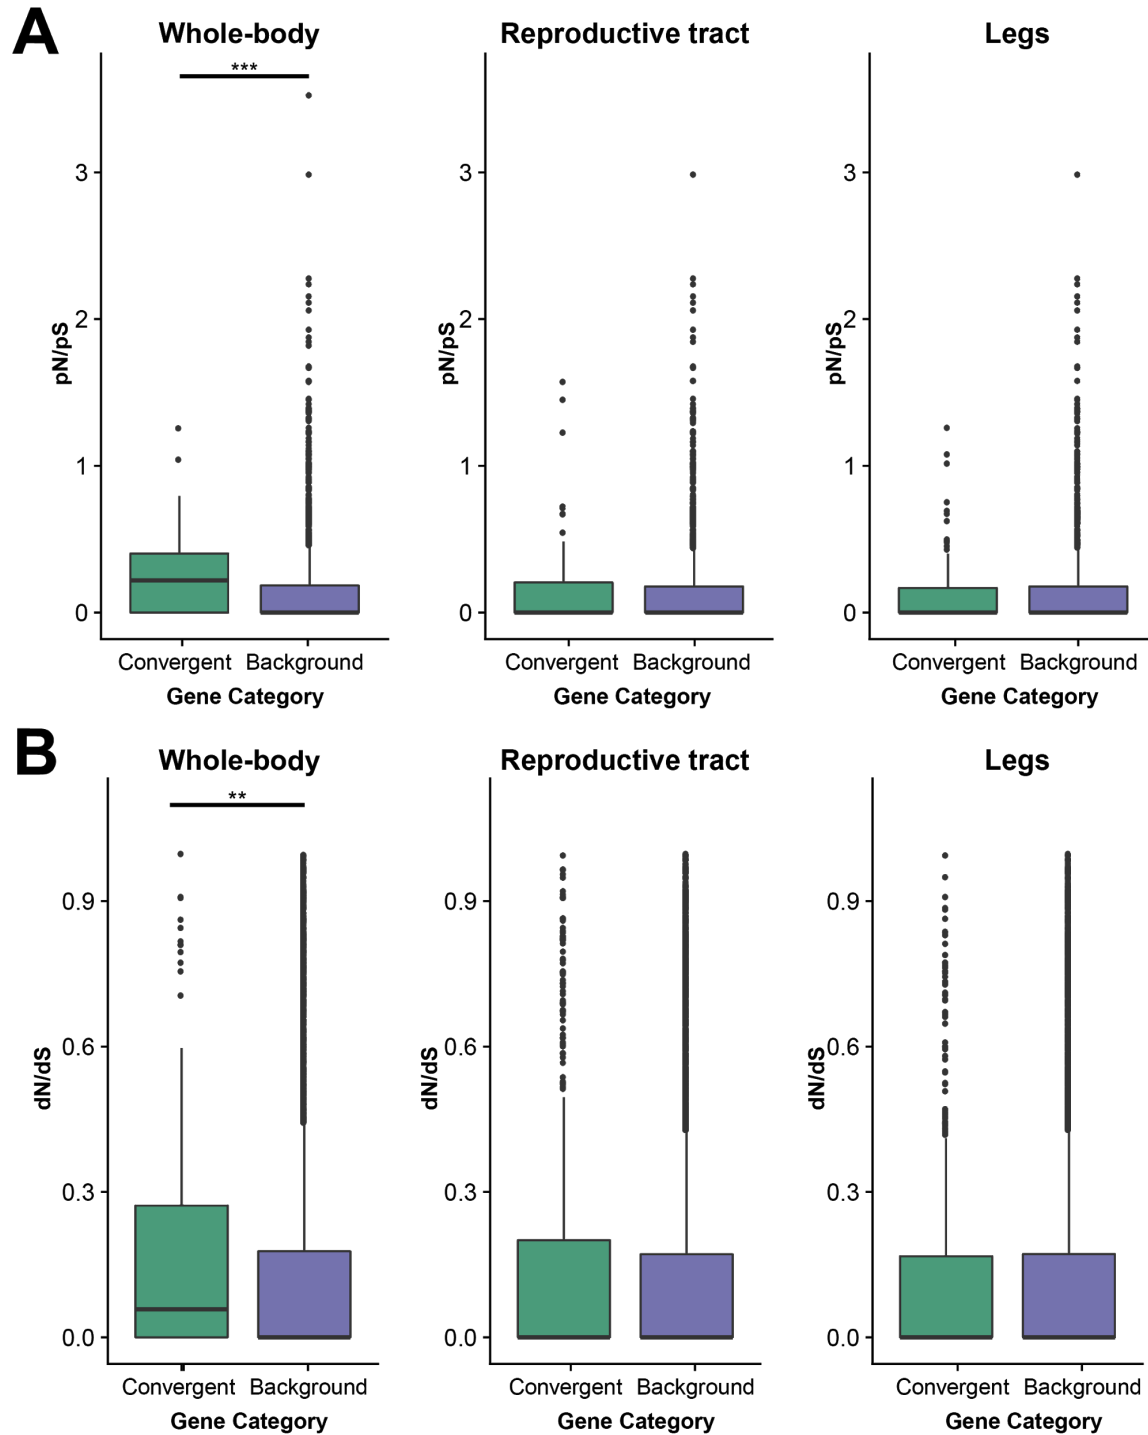 A
Whole-body Reproductive tract Legs
***
3 3 3
2 2 2
pN/pS pN/pS pN/pS
1 1 1
0 0 0
Convergent Background Convergent Background Convergent Background
Gene Category Gene Category Gene Category
B
Whole-body Reproductive tract Legs
**
0.9 0.9 0.9
0.6 0.6 0.6
dN/dS dN/dS dN/dS
0.3 0.3 0.3
0.0 0.0 0.0
Convergent Background Convergent Background Convergent Background
Gene Category Gene Category Gene Category